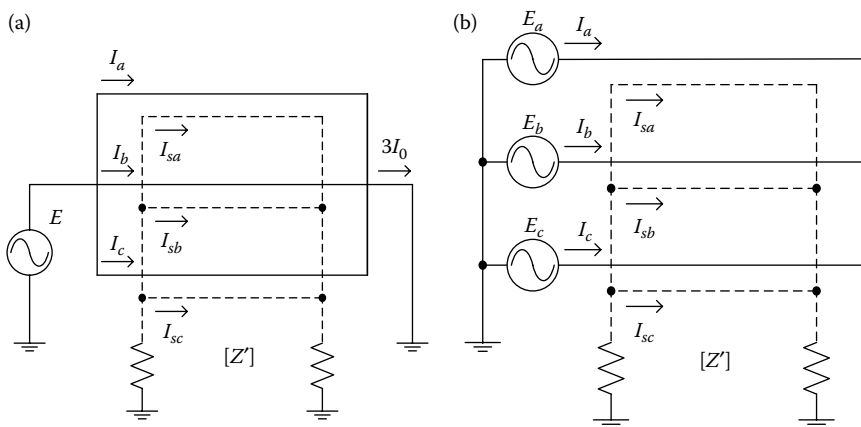 (a)
I_a
I_b
I_sa
3I_0
E
I_c
I_sb
I_sc
[Z′]
(b)
E_a
I_a
I_sa
E_b
I_b
I_sb
E_c
I_c
I_sc
[Z′]